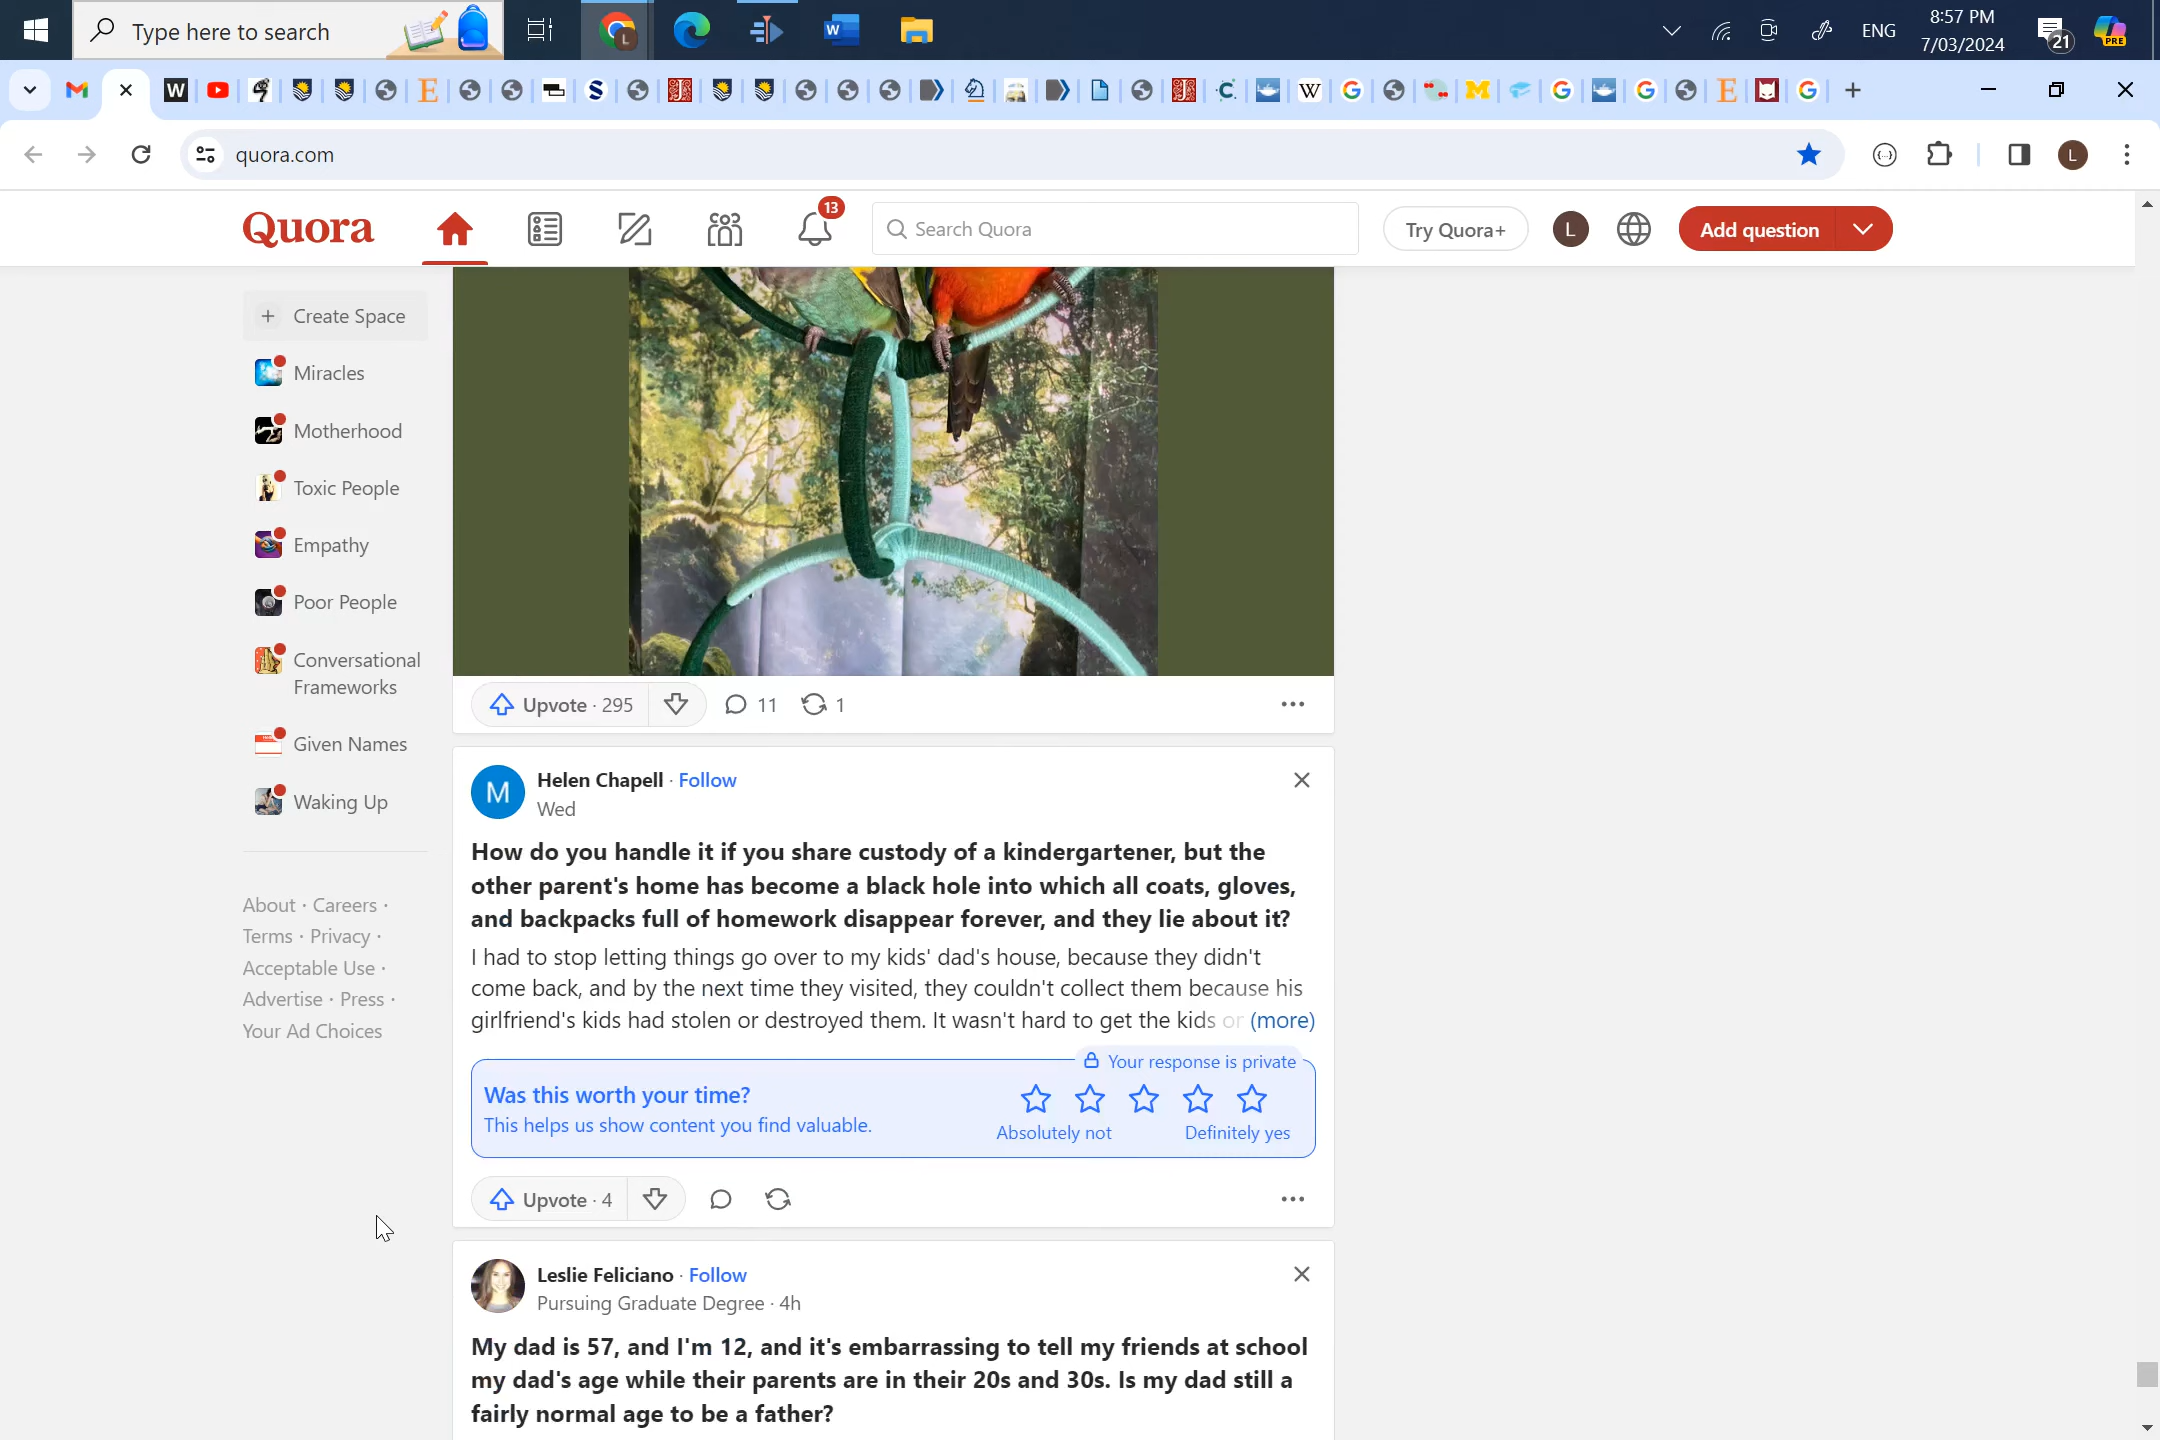 Type here to search
W
ENG
8:57 PM
7/03/2024
21
PRE
L
quora.com
L
Quora
13
Search Quora
Try Quora+
L
Add question
+ Create Space
Miracles
Motherhood
Toxic People
Empathy
Poor People
Conversational
Frameworks
Given Names
Waking Up
About · Careers ·
Terms · Privacy ·
Acceptable Use ·
Advertise · Press ·
Your Ad Choices
Upvote · 295
11
1
M
Helen Chapell · Follow
Wed
How do you handle it if you share custody of a kindergartener, but the
other parent's home has become a black hole into which all coats, gloves,
and backpacks full of homework disappear forever, and they lie about it?
I had to stop letting things go over to my kids' dad's house, because they didn't
come back, and by the next time they visited, they couldn't collect them because his
girlfriend's kids had stolen or destroyed them. It wasn't hard to get the kids or (more)
Your response is private
Was this worth your time?
This helps us show content you find valuable.
Absolutely not
Definitely yes
Upvote · 4
Leslie Feliciano · Follow
Pursuing Graduate Degree · 4h
My dad is 57, and I'm 12, and it's embarrassing to tell my friends at school
my dad's age while their parents are in their 20s and 30s. Is my dad still a
fairly normal age to be a father?